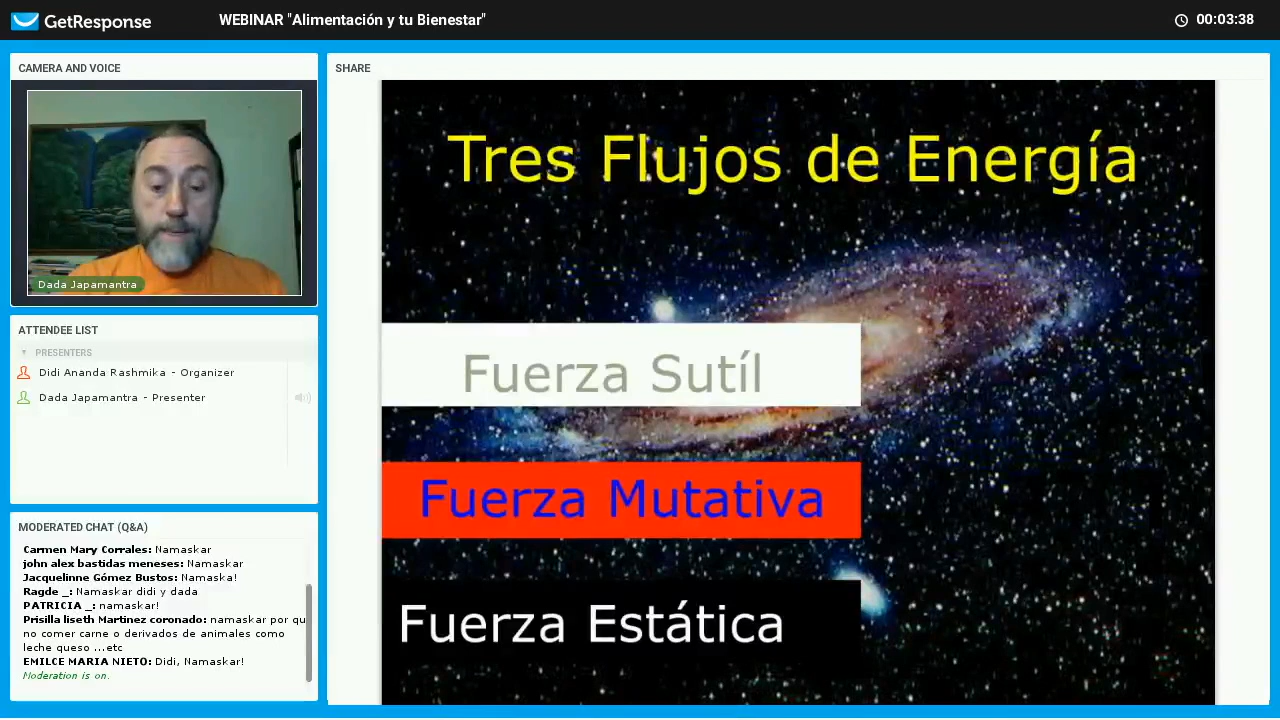 GetResponse
WEBINAR "Alimentación y tu Bienestar"
00:03:38
CAMERA AND VOICE
Dada Japamantra
ATTENDEE LIST
PRESENTERS
Didi Ananda Rashmika - Organizer
Dada Japamantra - Presenter
MODERATED CHAT (Q&A)
Carmen Mary Corrales: Namaskar
john alex bastidas meneses: Namaskar
Jacquelinne Gómez Bustos: Namaska!
Ragde _: Namaskar didi y dada
PATRICIA _: namaskar!
Prisilla liseth Martinez coronado: namaskar por qu
no comer carne o derivados de animales como
leche queso ...etc
EMILCE MARIA NIETO: Didi, Namaskar!
Moderation is on.
SHARE
Tres Flujos de Energía
Fuerza Sutíl
Fuerza Mutativa
Fuerza Estática